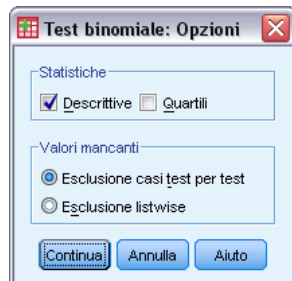 Test binomiale: Opzioni
Statistiche
Descrittive Quartili
Valori mancanti
Esclusione casi test per test
Esclusione listwise
Continua Annulla Aiuto